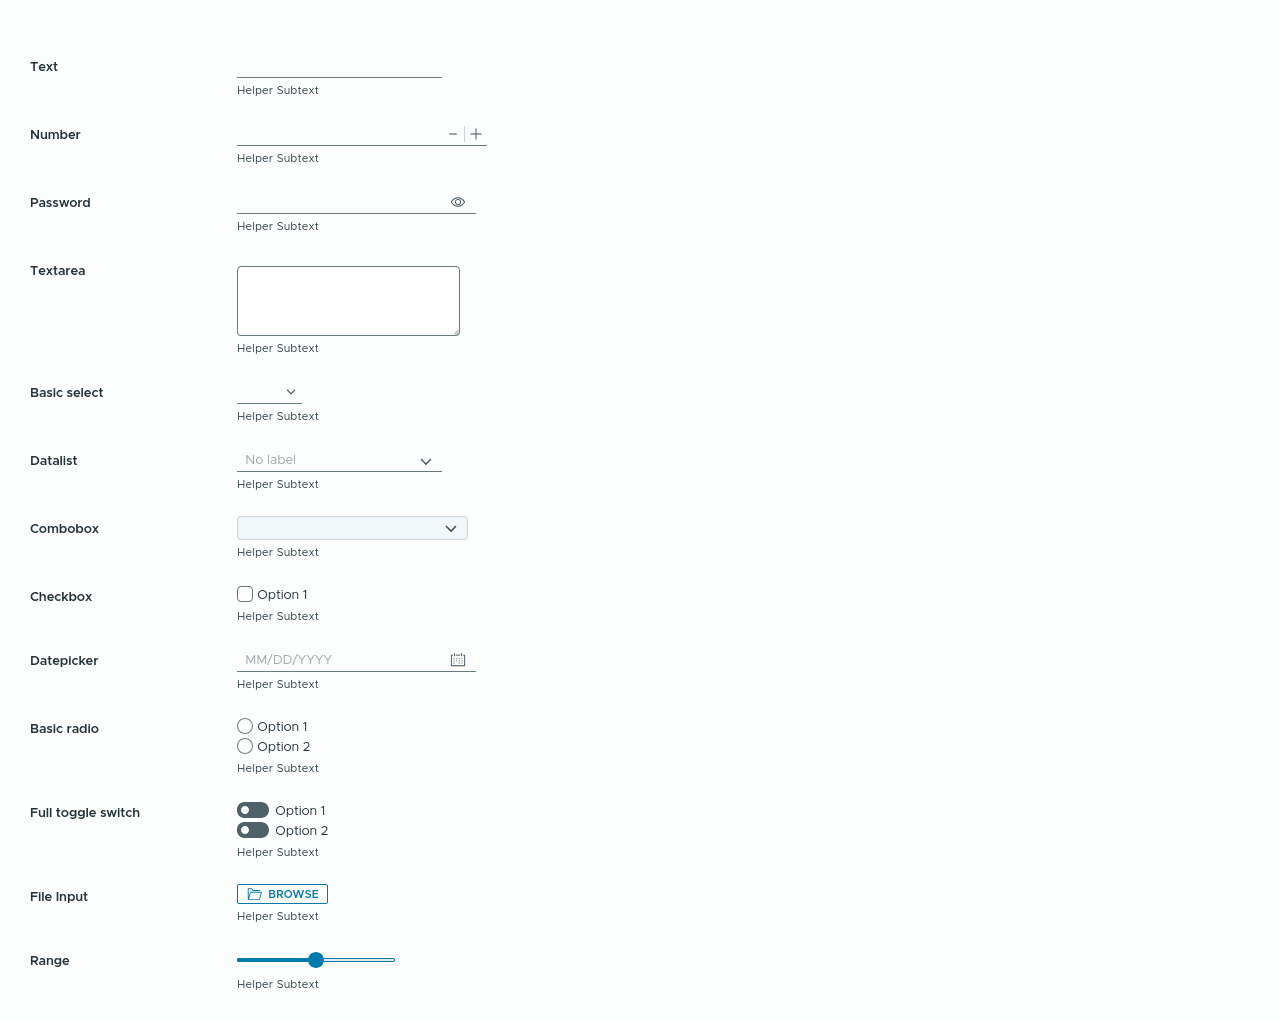 Text
Helper Subtext
Number
Helper Subtext
Password
Helper Subtext
Textarea
Helper Subtext
Basic select
Helper Subtext
Datalist
No label
Helper Subtext
Combobox
Helper Subtext
Checkbox
Option 1
Helper Subtext
Datepicker
MM/DD/YYYY
Helper Subtext
Basic radio
Option 1
Option 2
Helper Subtext
Full toggle switch
Option 1
Option 2
Helper Subtext
File Input
BROWSE
Helper Subtext
Range
Helper Subtext